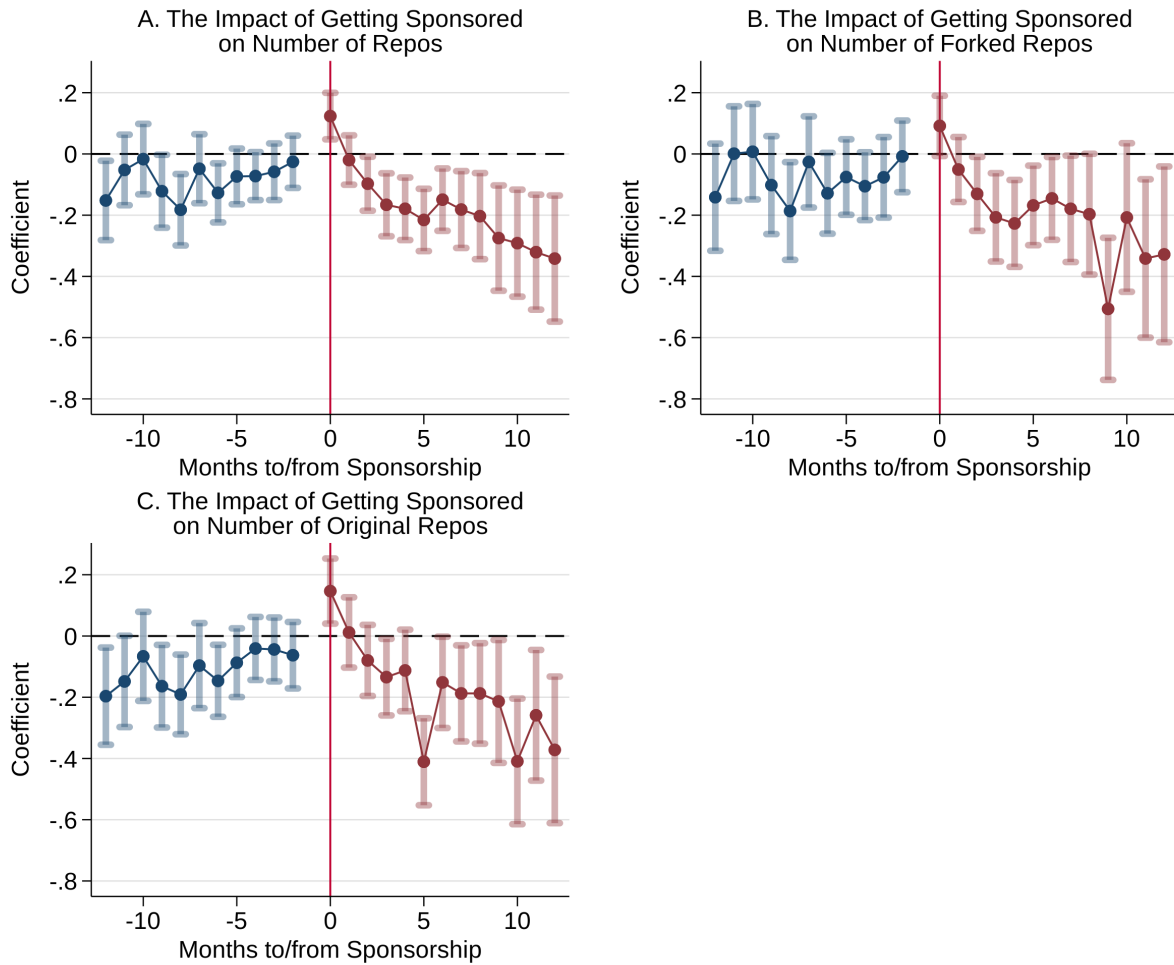 A. The Impact of Getting Sponsored
on Number of Repos
.2
0
-.2
-.4
-.6
-.8
Coefficient
-10
-5
0
5
10
Months to/from Sponsorship
B. The Impact of Getting Sponsored
on Number of Forked Repos
.2
0
-.2
-.4
-.6
-.8
Coefficient
-10
-5
0
5
10
Months to/from Sponsorship
C. The Impact of Getting Sponsored
on Number of Original Repos
.2
0
-.2
-.4
-.6
-.8
Coefficient
-10
-5
0
5
10
Months to/from Sponsorship